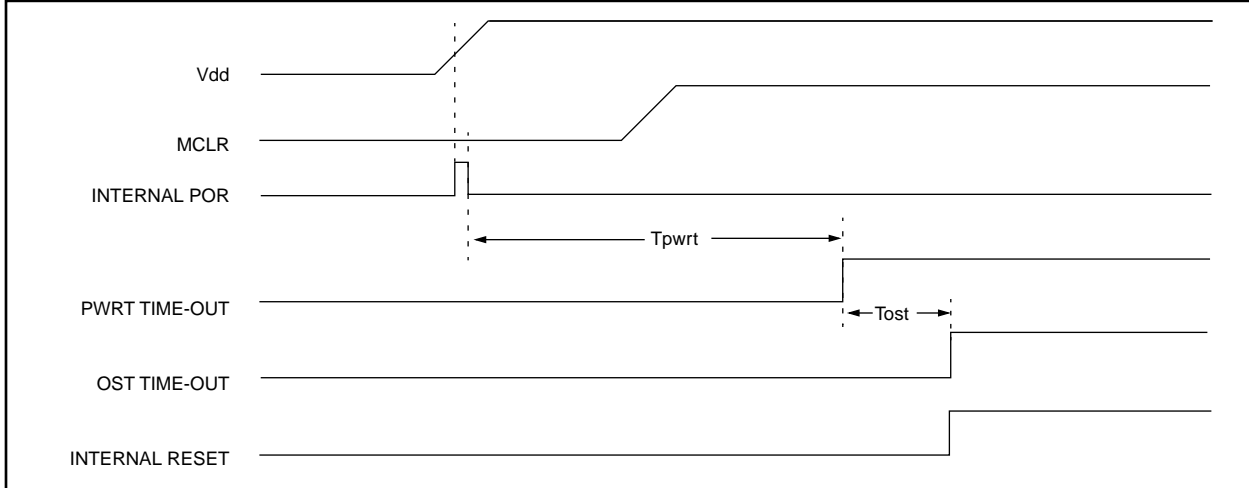 Vdd
MCLR
INTERNAL POR
Tpwrt
PWRT TIME-OUT
Tost
OST TIME-OUT
INTERNAL RESET